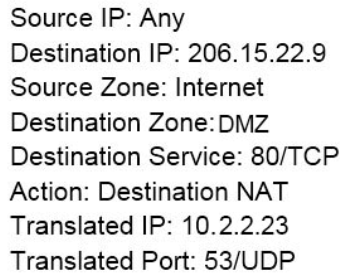 Source IP: Any
Destination IP: 206.15.22.9
Source Zone: Internet
Destination Zone: DMZ
Destination Service: 80/TCP
Action: Destination NAT
Translated IP: 10.2.2.23
Translated Port: 53/UDP